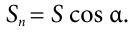 Sₙ = S cos α.